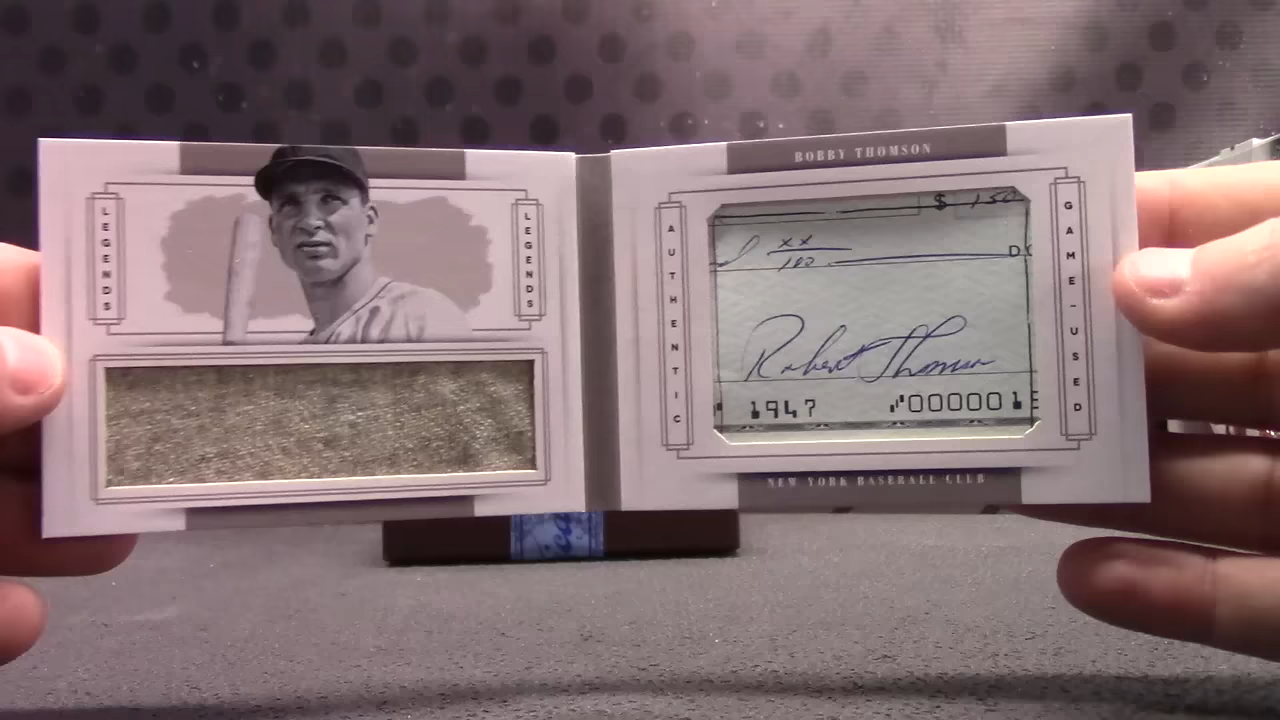 LEGENDS
LEGENDS
BOBBY THOMSON
AUTHENTIC
$ 150
xx
100
Robert Thomson
1947 000001
GAME-USED
NEW YORK BASEBALL CLUB